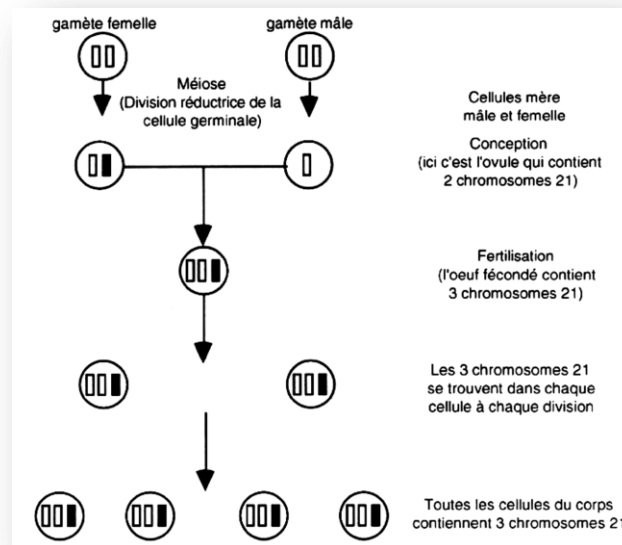 gamète femelle
gamète mâle
Méiose
(Division réductrice de la
cellule germinale)
Cellules mère
mâle et femelle
Conception
(ici c'est l'ovule qui contient
2 chromosomes 21)
Fertilisation
(l'oeuf fécondé contient
3 chromosomes 21)
Les 3 chromosomes 21
se trouvent dans chaque
cellule à chaque division
Toutes les cellules du corps
contiennent 3 chromosomes 21